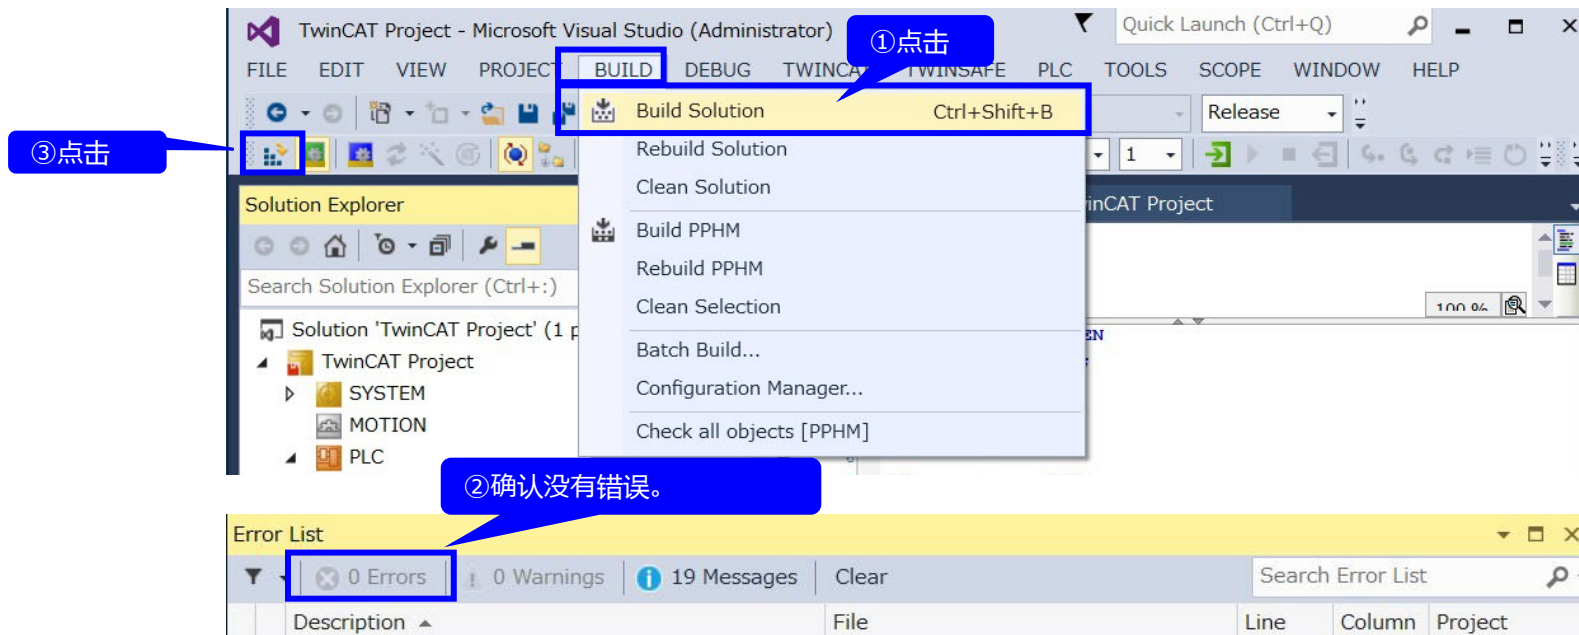 TwinCAT Project - Microsoft Visual Studio (Administrator)
①点击
Quick Launch (Ctrl+Q)
FILE EDIT VIEW PROJECT BUILD DEBUG TWINCA TWINSAFE PLC TOOLS SCOPE WINDOW HELP
Build Solution Ctrl+Shift+B
Release
③点击
Rebuild Solution
1
Clean Solution
Solution Explorer
inCAT Project
Build PPHM
Rebuild PPHM
Search Solution Explorer (Ctrl+:)
Clean Selection
100 %
Solution 'TwinCAT Project' (1 p
EN
Batch Build...
TwinCAT Project
Configuration Manager...
SYSTEM
MOTION
Check all objects [PPHM]
PLC
②确认没有错误。
Error List
0 Errors 0 Warnings 19 Messages Clear
Search Error List
Description File Line Column Project